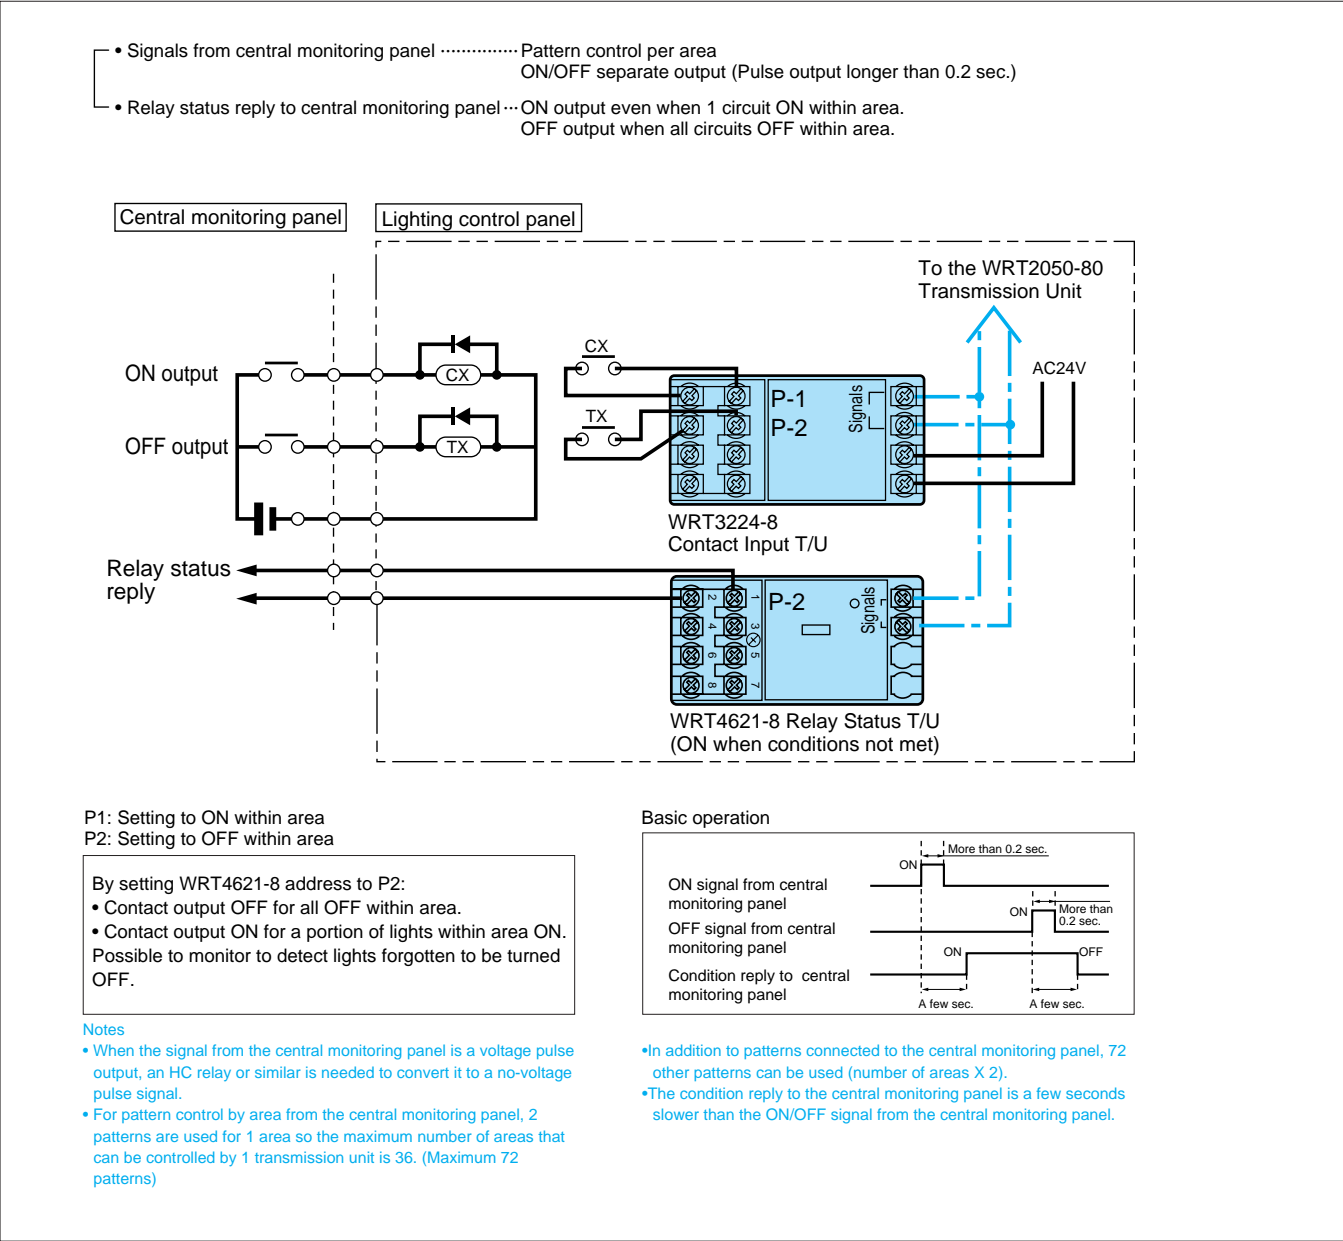 • Signals from central monitoring panel ··············· Pattern control per area
ON/OFF separate output (Pulse output longer than 0.2 sec.)
• Relay status reply to central monitoring panel ··· ON output even when 1 circuit ON within area.
OFF output when all circuits OFF within area.
Central monitoring panel
Lighting control panel
To the WRT2050-80
Transmission Unit
AC24V
ON output
CX
CX
P-1
P-2
Signals
OFF output
TX
TX
WRT3224-8
Contact Input T/U
Relay status
reply
2 1
4 3
6 5
8 7
P-2
Signals
WRT4621-8 Relay Status T/U
(ON when conditions not met)
P1: Setting to ON within area
P2: Setting to OFF within area
By setting WRT4621-8 address to P2:
• Contact output OFF for all OFF within area.
• Contact output ON for a portion of lights within area ON.
Possible to monitor to detect lights forgotten to be turned
OFF.
Basic operation
ON signal from central
monitoring panel
ON
More than 0.2 sec.
OFF signal from central
monitoring panel
ON
More than
0.2 sec.
Condition reply to central
monitoring panel
ON
OFF
A few sec.
A few sec.
Notes
• When the signal from the central monitoring panel is a voltage pulse
output, an HC relay or similar is needed to convert it to a no-voltage
pulse signal.
• For pattern control by area from the central monitoring panel, 2
patterns are used for 1 area so the maximum number of areas that
can be controlled by 1 transmission unit is 36. (Maximum 72
patterns)
•In addition to patterns connected to the central monitoring panel, 72
other patterns can be used (number of areas X 2).
•The condition reply to the central monitoring panel is a few seconds
slower than the ON/OFF signal from the central monitoring panel.